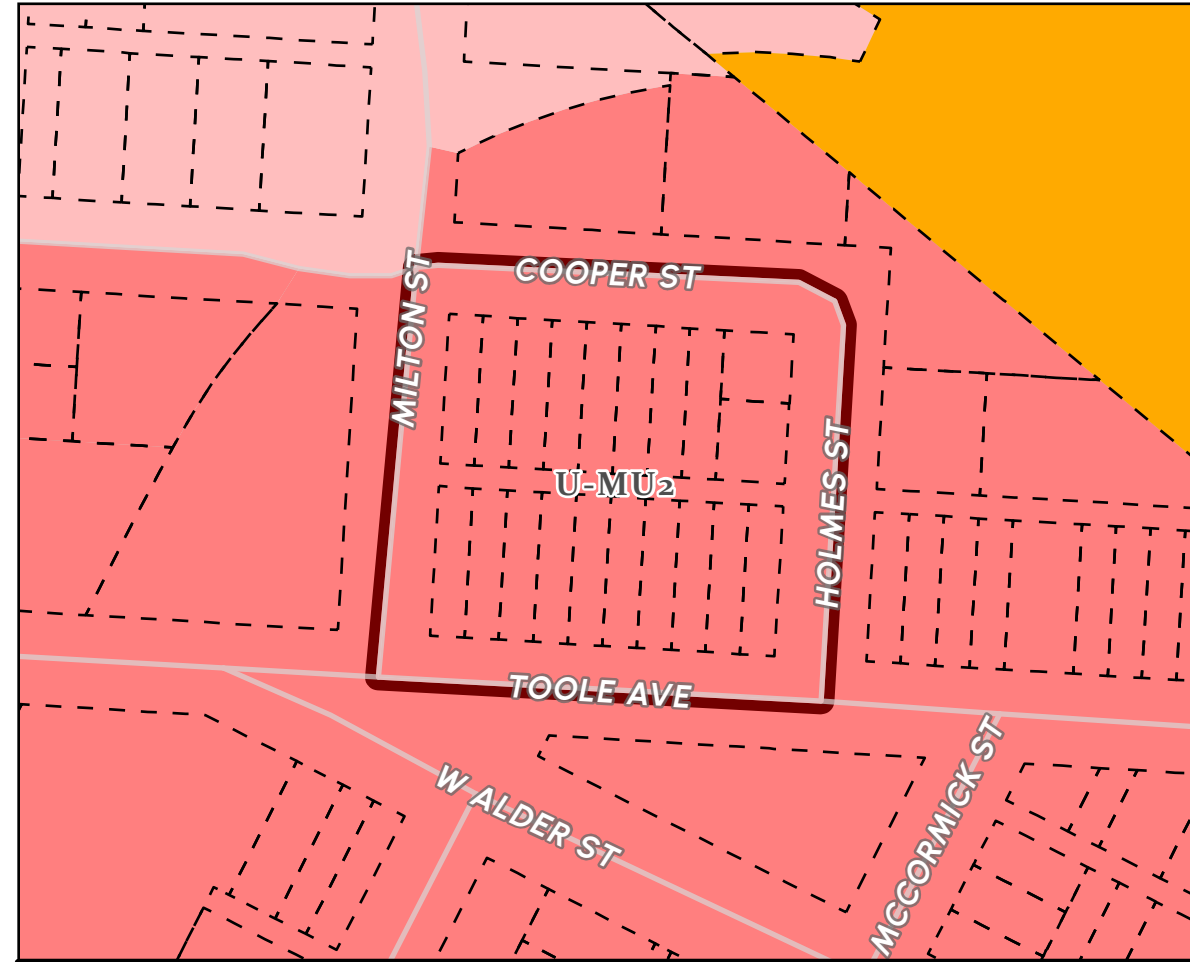 COOPER ST
MILTON ST
HOLMES ST
U-MU2
TOOLE AVE
W ALDER ST
MCCORMICK ST